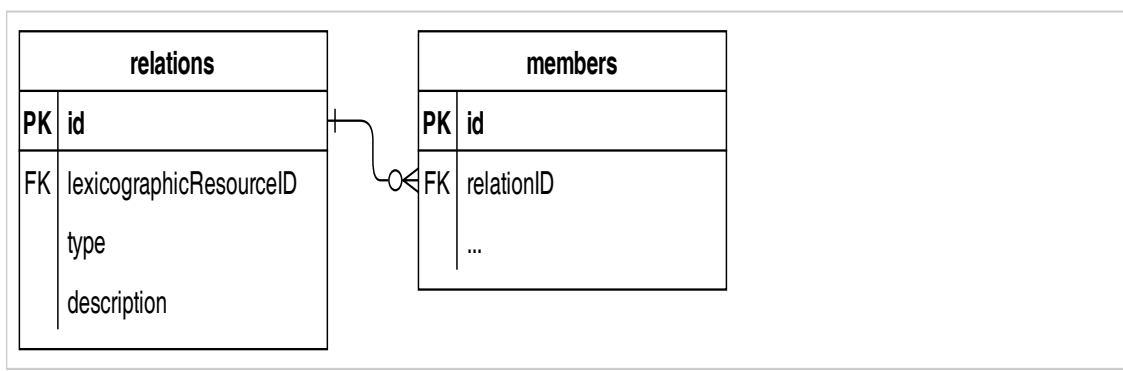 relations
PK id
FK lexicographicResourceID
type
description
members
PK id
FK relationID
...